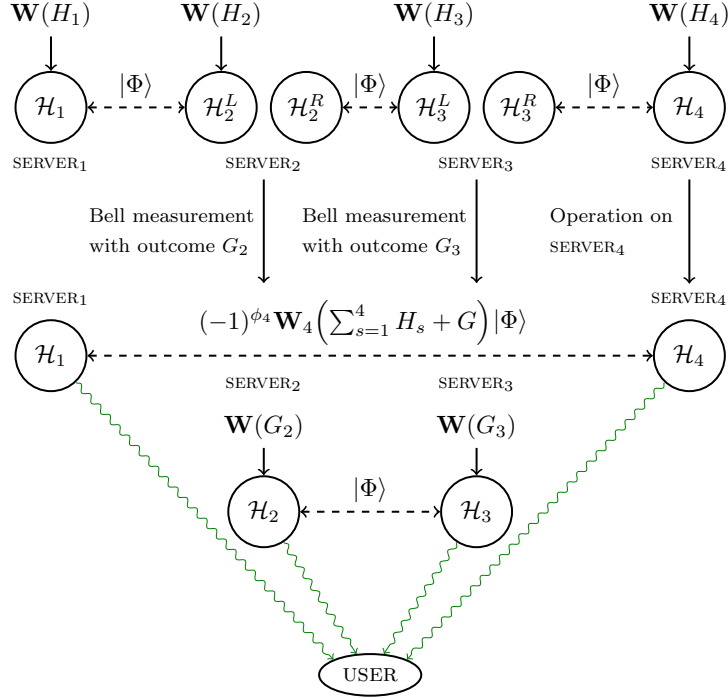 W(H₁) W(H₂) W(H₃) W(H₄)
|Φ⟩ |Φ⟩ |Φ⟩
ℋ₁ ℋ₂ᴸ ℋ₂ᴿ ℋ₃ᴸ ℋ₃ᴿ ℋ₄
SERVER₁ SERVER₂ SERVER₃ SERVER₄
Bell measurement Bell measurement Operation on
with outcome G₂ with outcome G₃ SERVER₄
SERVER₁ SERVER₄
(-1)^{ϕ₄} W₄(∑_{s=1}^{4} H_s + G)|Φ⟩
ℋ₁ ℋ₄
SERVER₂ SERVER₃
W(G₂) W(G₃)
|Φ⟩
ℋ₂ ℋ₃
USER